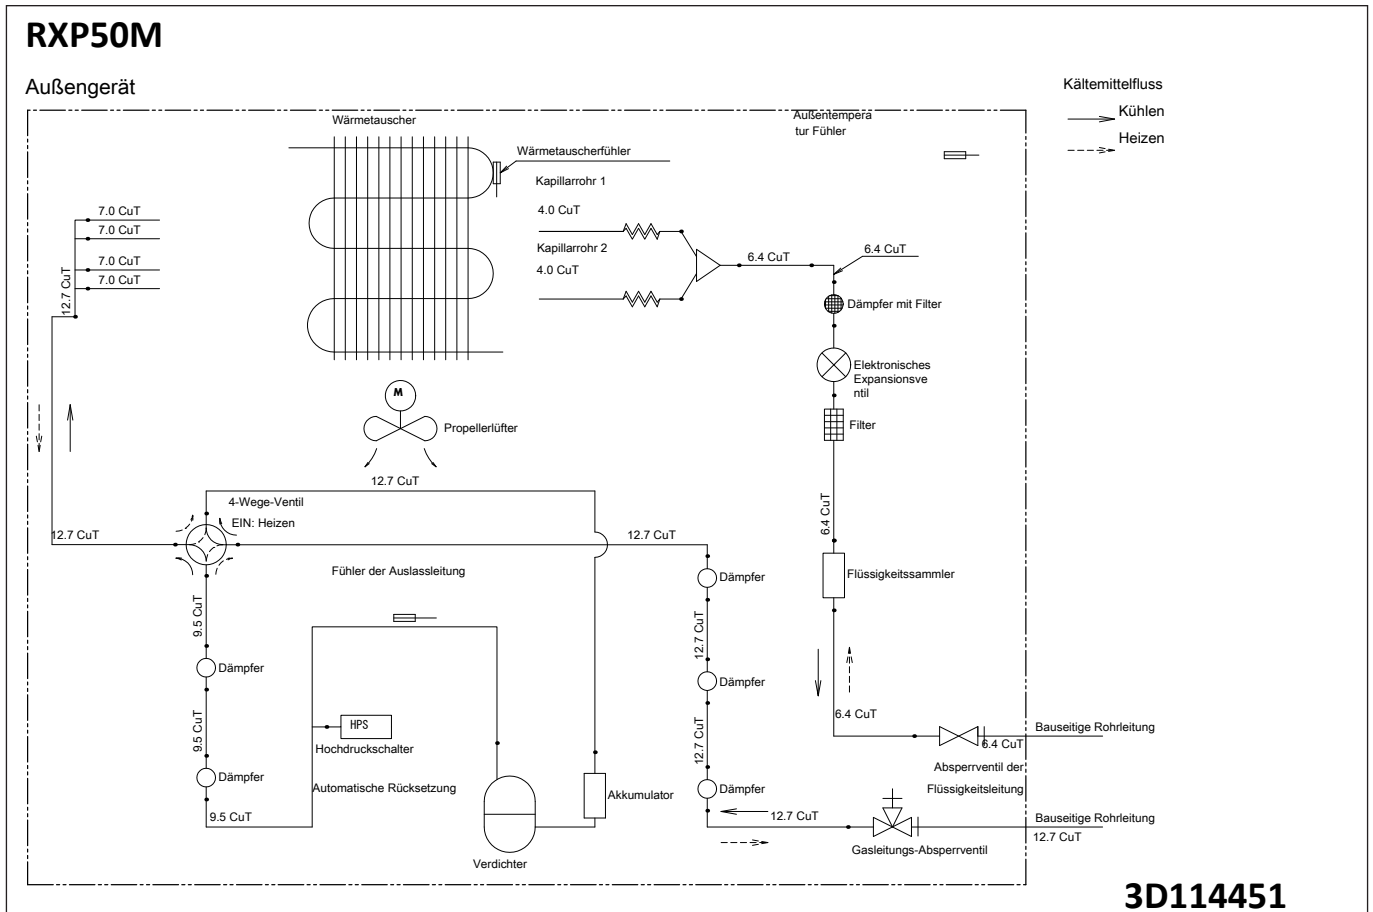 RXP50M
Außengerät
Kältemittelfluss
Kühlen
Heizen
Wärmetauscher
Außentempera
tur Fühler
Wärmetauscherfühler
Kapillarrohr 1
4.0 CuT
Kapillarrohr 2
4.0 CuT
7.0 CuT
7.0 CuT
7.0 CuT
7.0 CuT
12.7 CuT
6.4 CuT
6.4 CuT
Dämpfer mit Filter
Elektronisches
Expansionsve
ntil
Filter
M
Propellerlüfter
12.7 CuT
4-Wege-Ventil
EIN: Heizen
12.7 CuT
12.7 CuT
6.4 CuT
Fühler der Auslassleitung
Dämpfer
Flüssigkeitssammler
9.5 CuT
12.7 CuT
Dämpfer
Dämpfer
9.5 CuT
HPS
Hochdruckschalter
12.7 CuT
6.4 CuT
Bauseitige Rohrleitung
6.4 CuT
Dämpfer
Automatische Rücksetzung
Akkumulator
Dämpfer
Absperrventil der
Flüssigkeitsleitung
9.5 CuT
12.7 CuT
Bauseitige Rohrleitung
12.7 CuT
Gasleitungs-Absperrventil
Verdichter
3D114451